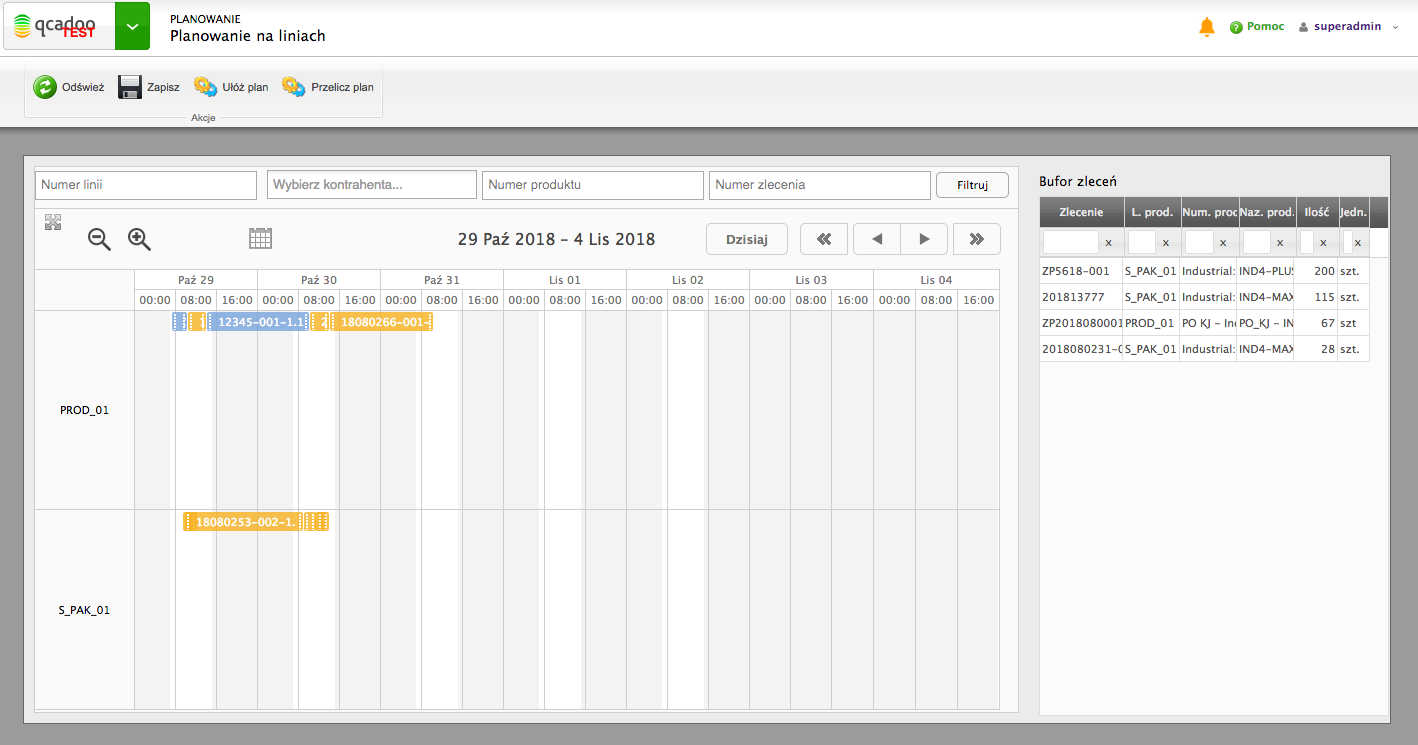 qcadoo
TEST
PLANOWANIE
Planowanie na liniach
Pomoc
superadmin
Odśwież
Zapisz
Ułóż plan
Przelicz plan
Akcje
Numer linii
Wybierz kontrahenta...
Numer produktu
Numer zlecenia
Filtruj
29 Paź 2018 – 4 Lis 2018
Dzisiaj
Paź 29 Paź 30 Paź 31 Lis 01 Lis 02 Lis 03 Lis 04
00:00 08:00 16:00 00:00 08:00 16:00 00:00 08:00 16:00 00:00 08:00 16:00 00:00 08:00 16:00 00:00 08:00 16:00 00:00 08:00 16:00
12345-001-1.1 2 18080266-001-
PROD_01
18080253-002-1.
S_PAK_01
Bufor zleceń
Zlecenie L. prod. Num. proc Naz. prod. Ilość Jedn.
x x x x x x
ZP5618-001 S_PAK_01 Industrial: IND4-PLU 200 szt.
201813777 S_PAK_01 Industrial: IND4-MAX 115 szt.
ZP2018080001 PROD_01 PO KJ - In PO_KJ - IN 67 szt
2018080231-0 S_PAK_01 Industrial: IND4-MAX 28 szt.